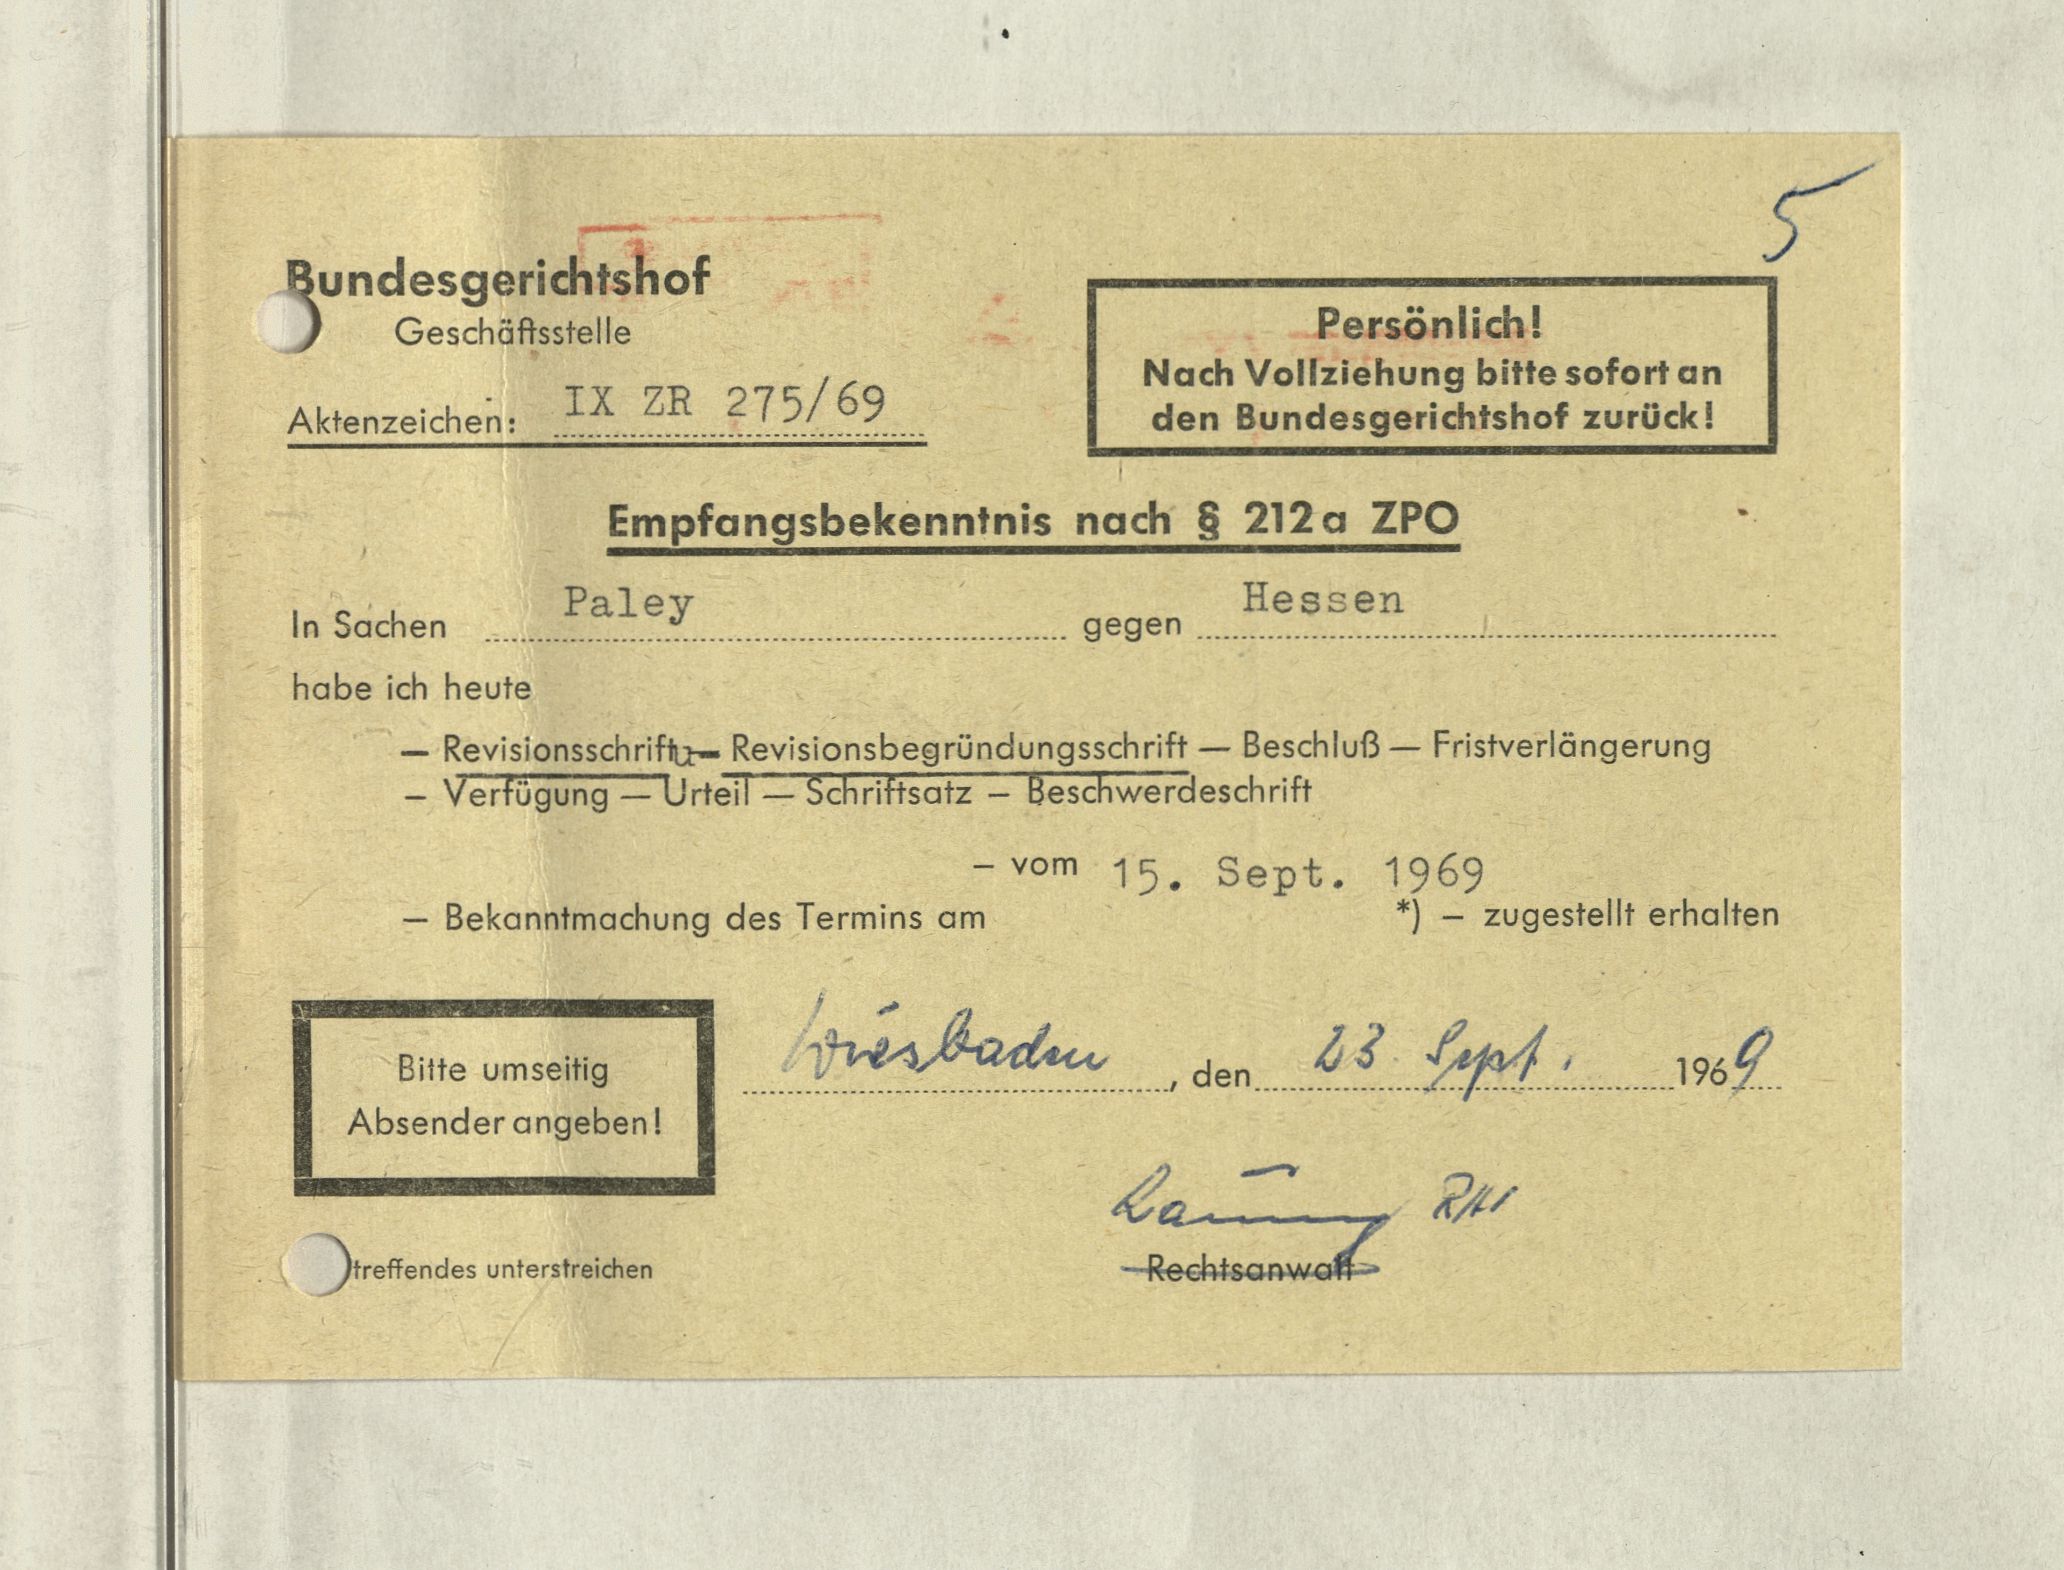 5
Bundesgerichtshof
Geschäftsstelle
Aktenzeichen: IX ZR 275/69
Persönlich!
Nach Vollziehung bitte sofort an
den Bundesgerichtshof zurück!
Empfangsbekenntnis nach § 212a ZPO
In Sachen Paley gegen Hessen
habe ich heute
— Revisionsschrift u — Revisionsbegründungsschrift — Beschluß — Fristverlängerung
— Verfügung — Urteil — Schriftsatz — Beschwerdeschrift
— vom 15. Sept. 1969
— Bekanntmachung des Termins am *) — zugestellt erhalten
Bitte umseitig
Absender angeben!
Wiesbaden, den 23. Sept. 1969
Rechtsanwalt
treffendes unterstreichen